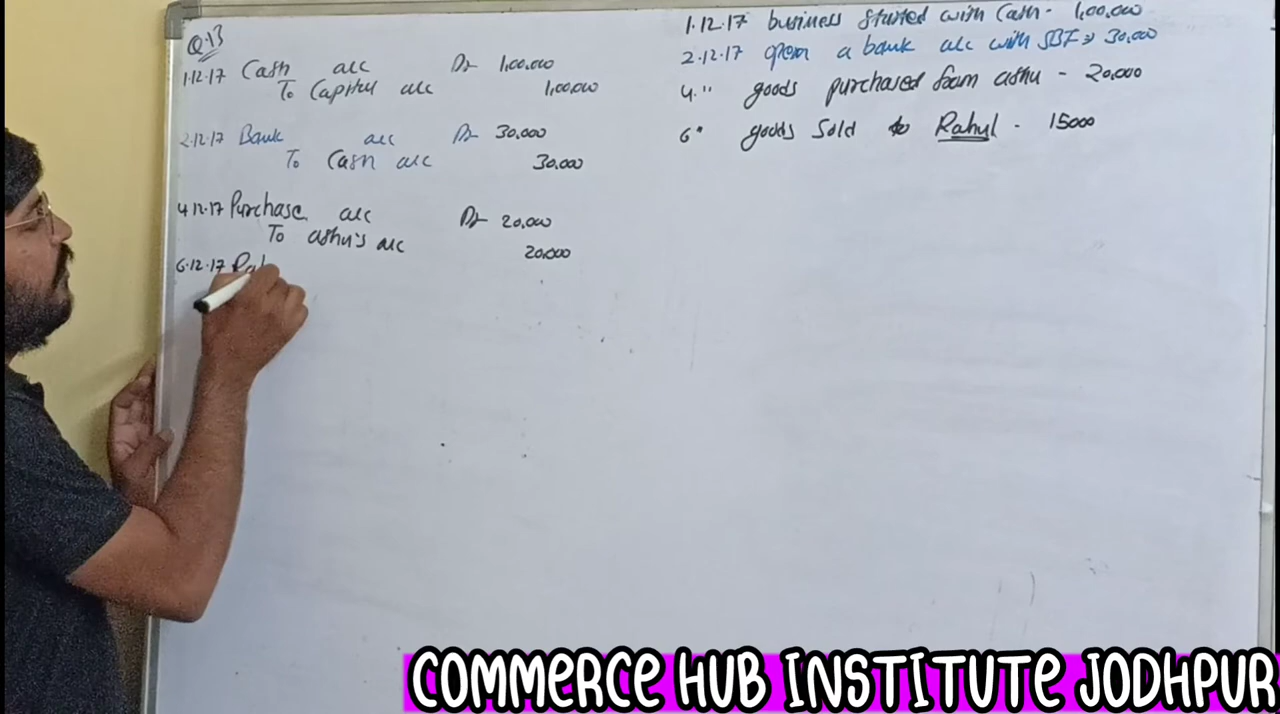 Q.13
1.12.17 Cash a/c Dr 1,00,000
To Capital a/c 1,00,000
2.12.17 Bank a/c Dr 30,000
To Cash a/c 30,000
4.12.17 Purchase a/c Dr 20,000
To ashu's a/c 20,000
6.12.17 Rah
1.12.17 business started with Cash - 1,00,000
2.12.17 open a bank a/c with SBI → 30,000
4. " goods purchased from ashu - 20,000
6 " goods sold to Rahul - 15000
COMMERCE HUB INSTITUTE JODHPUR